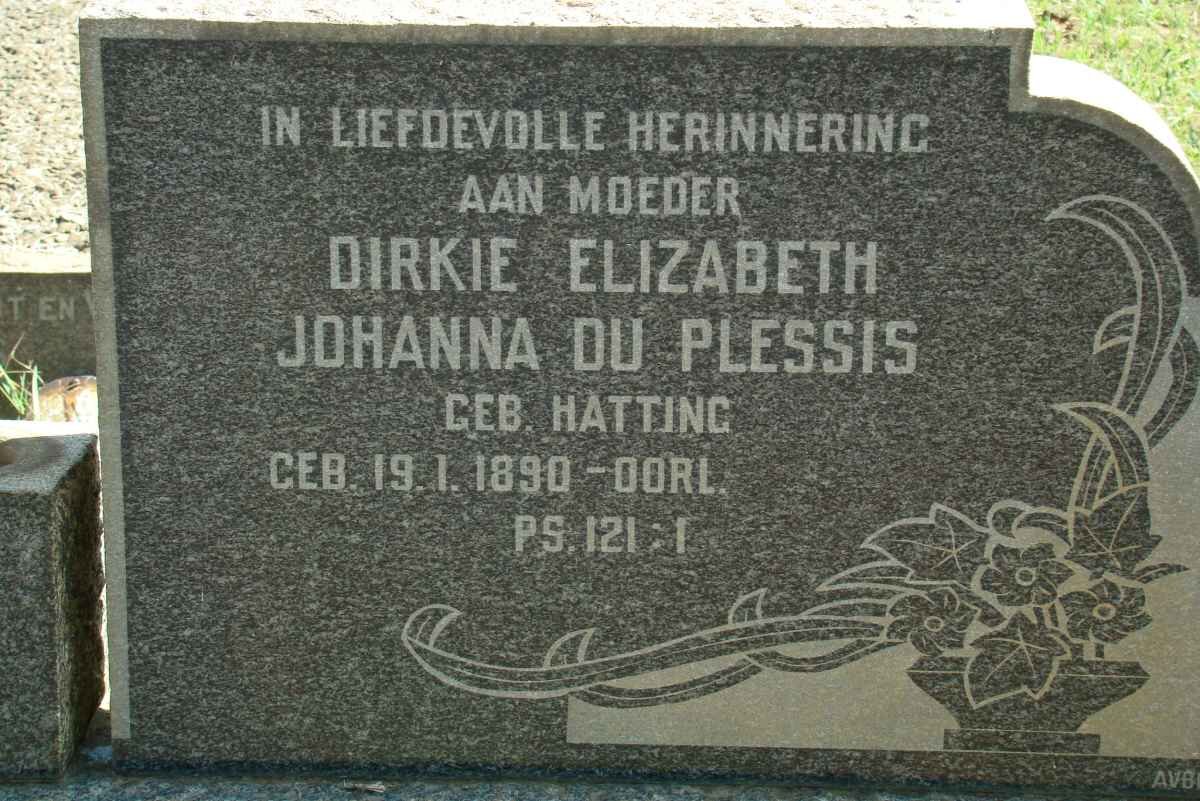 IN LIEFDEVOLLE HERINNERING
AAN MOEDER
DIRKIE ELIZABETH
JOHANNA DU PLESSIS
GEB. HATTING
GEB. 19.1.1890 - OORL.
PS. 121 : 1
EN